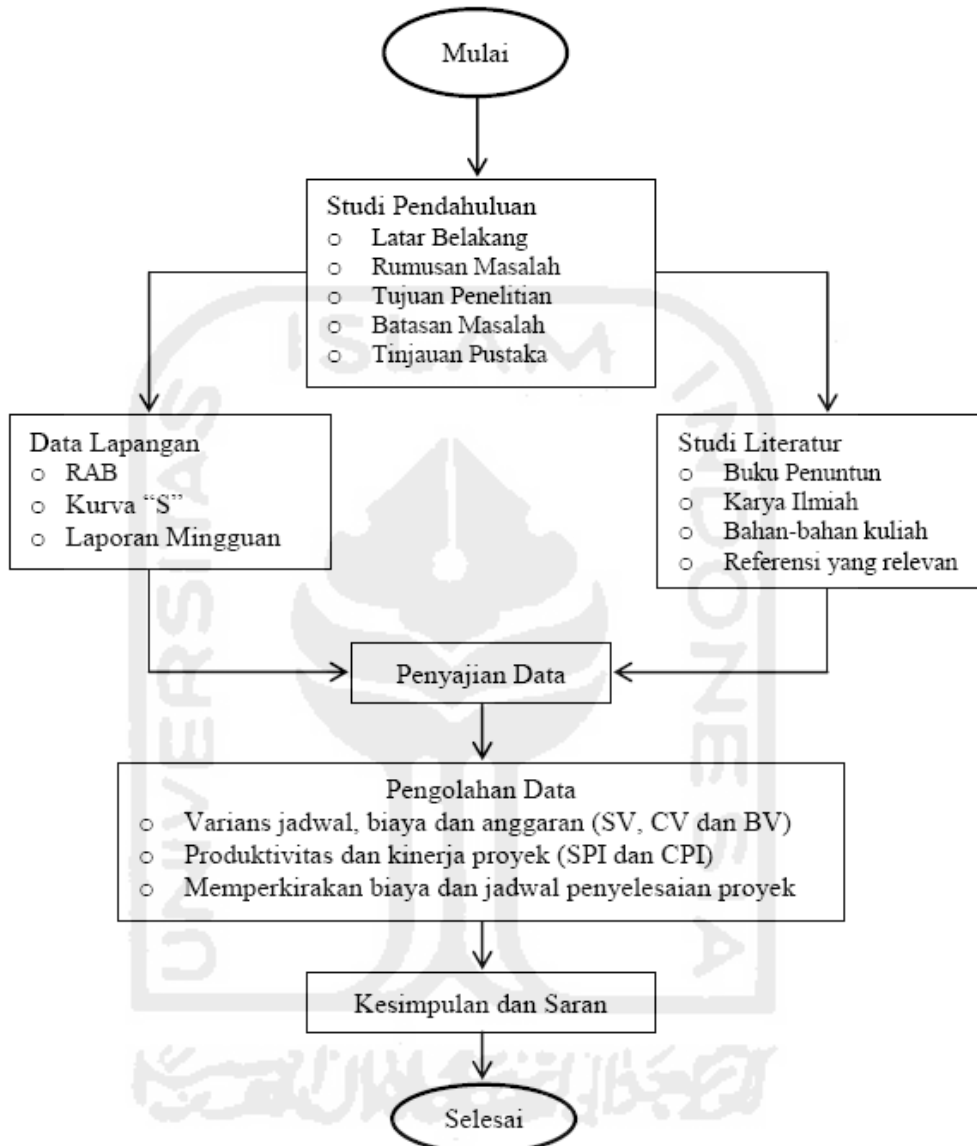 Mulai
Studi Pendahuluan
○ Latar Belakang
○ Rumusan Masalah
○ Tujuan Penelitian
○ Batasan Masalah
○ Tinjauan Pustaka
Data Lapangan
○ RAB
○ Kurva “S”
○ Laporan Mingguan
Studi Literatur
○ Buku Penuntun
○ Karya Ilmiah
○ Bahan-bahan kuliah
○ Referensi yang relevan
Penyajian Data
Pengolahan Data
○ Varians jadwal, biaya dan anggaran (SV, CV dan BV)
○ Produktivitas dan kinerja proyek (SPI dan CPI)
○ Memperkirakan biaya dan jadwal penyelesaian proyek
Kesimpulan dan Saran
Selesai
UNIVERSITAS
ISLAM
INDONESIA